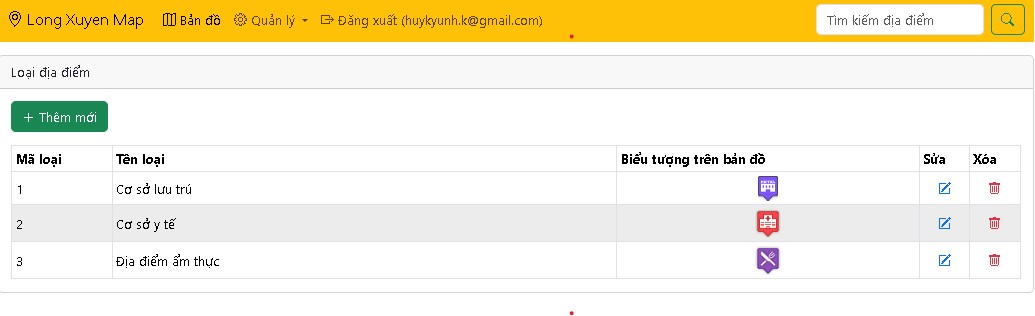 Long Xuyen Map Bản đồ Quản lý Đăng xuất (huykyunh.k@gmail.com) Tìm kiếm địa điểm
Loại địa điểm
+ Thêm mới
Mã loại Tên loại Biểu tượng trên bản đồ Sửa Xóa
1 Cơ sở lưu trú
2 Cơ sở y tế
3 Địa điểm ẩm thực